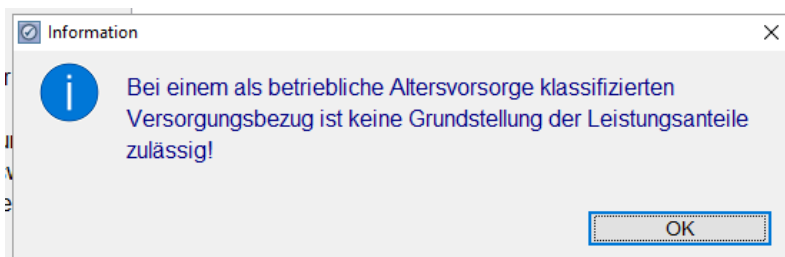 Information
Bei einem als betriebliche Altersvorsorge klassifizierten
Versorgungsbezug ist keine Grundstellung der Leistungsanteile
zulässig!
OK